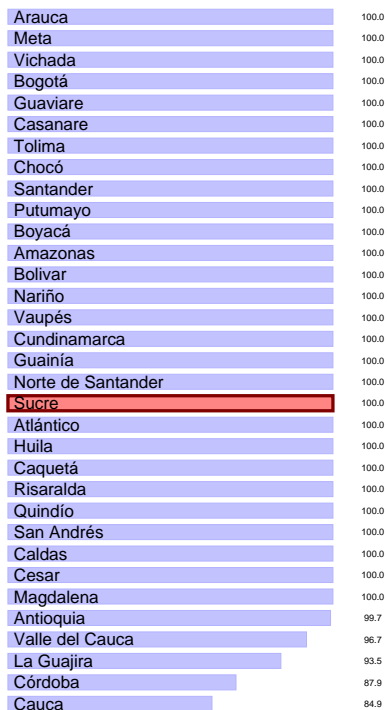 Arauca 100.0
Meta 100.0
Vichada 100.0
Bogotá 100.0
Guaviare 100.0
Casanare 100.0
Tolima 100.0
Chocó 100.0
Santander 100.0
Putumayo 100.0
Boyacá 100.0
Amazonas 100.0
Bolivar 100.0
Nariño 100.0
Vaupés 100.0
Cundinamarca 100.0
Guainía 100.0
Norte de Santander 100.0
Sucre 100.0
Atlántico 100.0
Huila 100.0
Caquetá 100.0
Risaralda 100.0
Quindío 100.0
San Andrés 100.0
Caldas 100.0
Cesar 100.0
Magdalena 100.0
Antioquia 99.7
Valle del Cauca 96.7
La Guajira 93.5
Córdoba 87.9
Cauca 84.9